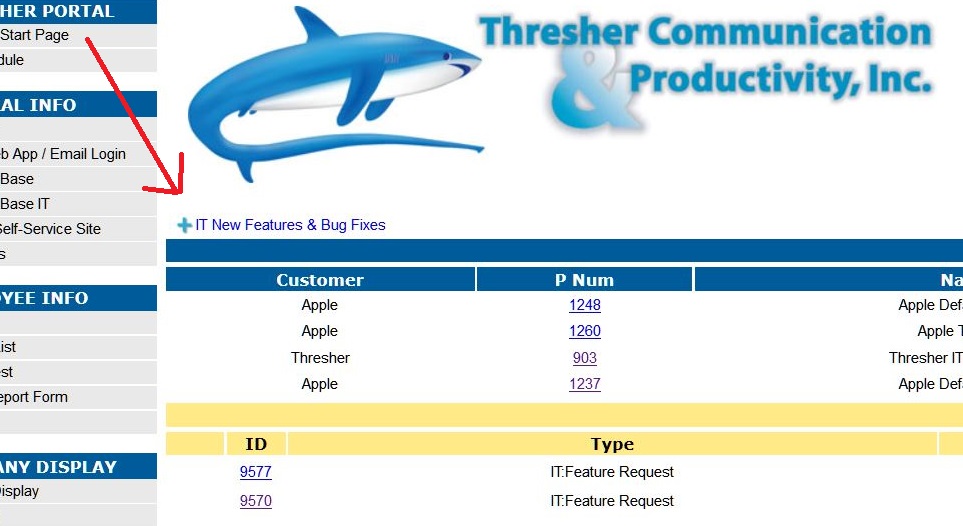 HER PORTAL
Start Page
dule
AL INFO
b App / Email Login
Base
Base IT
Self-Service Site
s
YEE INFO
ist
est
eport Form
ANY DISPLAY
isplay
Thresher Communication
& Productivity, Inc.
IT New Features & Bug Fixes
Customer P Num Na
Apple 1248 Apple Def
Apple 1260 Apple T
Thresher 903 Thresher IT
Apple 1237 Apple Def
ID Type
9577 IT:Feature Request
9570 IT:Feature Request